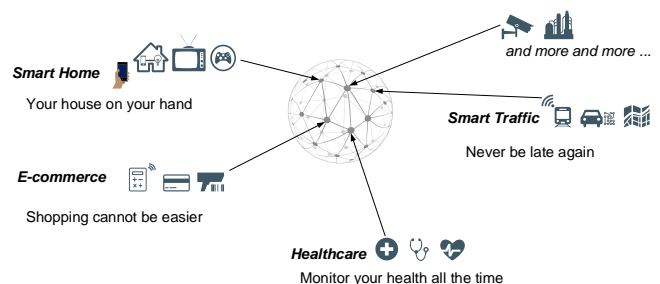 and more and more ...
Smart Home
Your house on your hand
Smart Traffic
Never be late again
E-commerce
Shopping cannot be easier
Healthcare
Monitor your health all the time